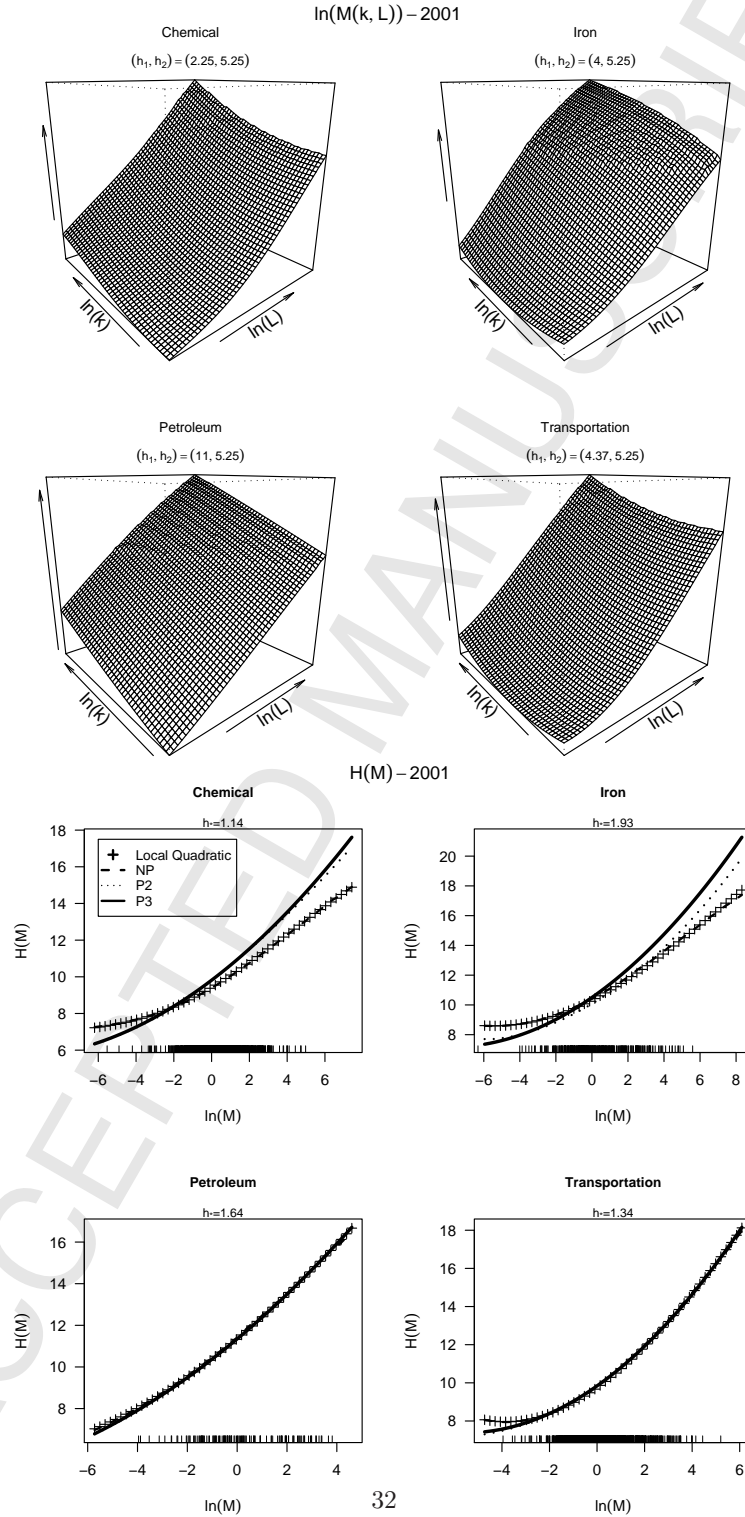 ln(M(k, L)) – 2001
Chemical
(h₁, h₂) = (2.25, 5.25)
ln(k)
ln(L)
Iron
(h₁, h₂) = (4, 5.25)
ln(k)
ln(L)
Petroleum
(h₁, h₂) = (11, 5.25)
ln(k)
ln(L)
Transportation
(h₁, h₂) = (4.37, 5.25)
ln(k)
ln(L)
H(M) – 2001
Chemical
h*=1.14
H(M)
18
16
14
12
10
8
6
Local Quadratic
NP
P2
P3
−6 −4 −2 0 2 4 6
ln(M)
Iron
h*=1.93
H(M)
20
18
16
14
12
10
8
−6 −4 −2 0 2 4 6 8
ln(M)
Petroleum
h*=1.64
H(M)
16
14
12
10
8
−6 −4 −2 0 2 4
ln(M)
Transportation
h*=1.34
H(M)
18
16
14
12
10
8
−4 −2 0 2 4 6
ln(M)
32
ACCEPTED MANUSCRI